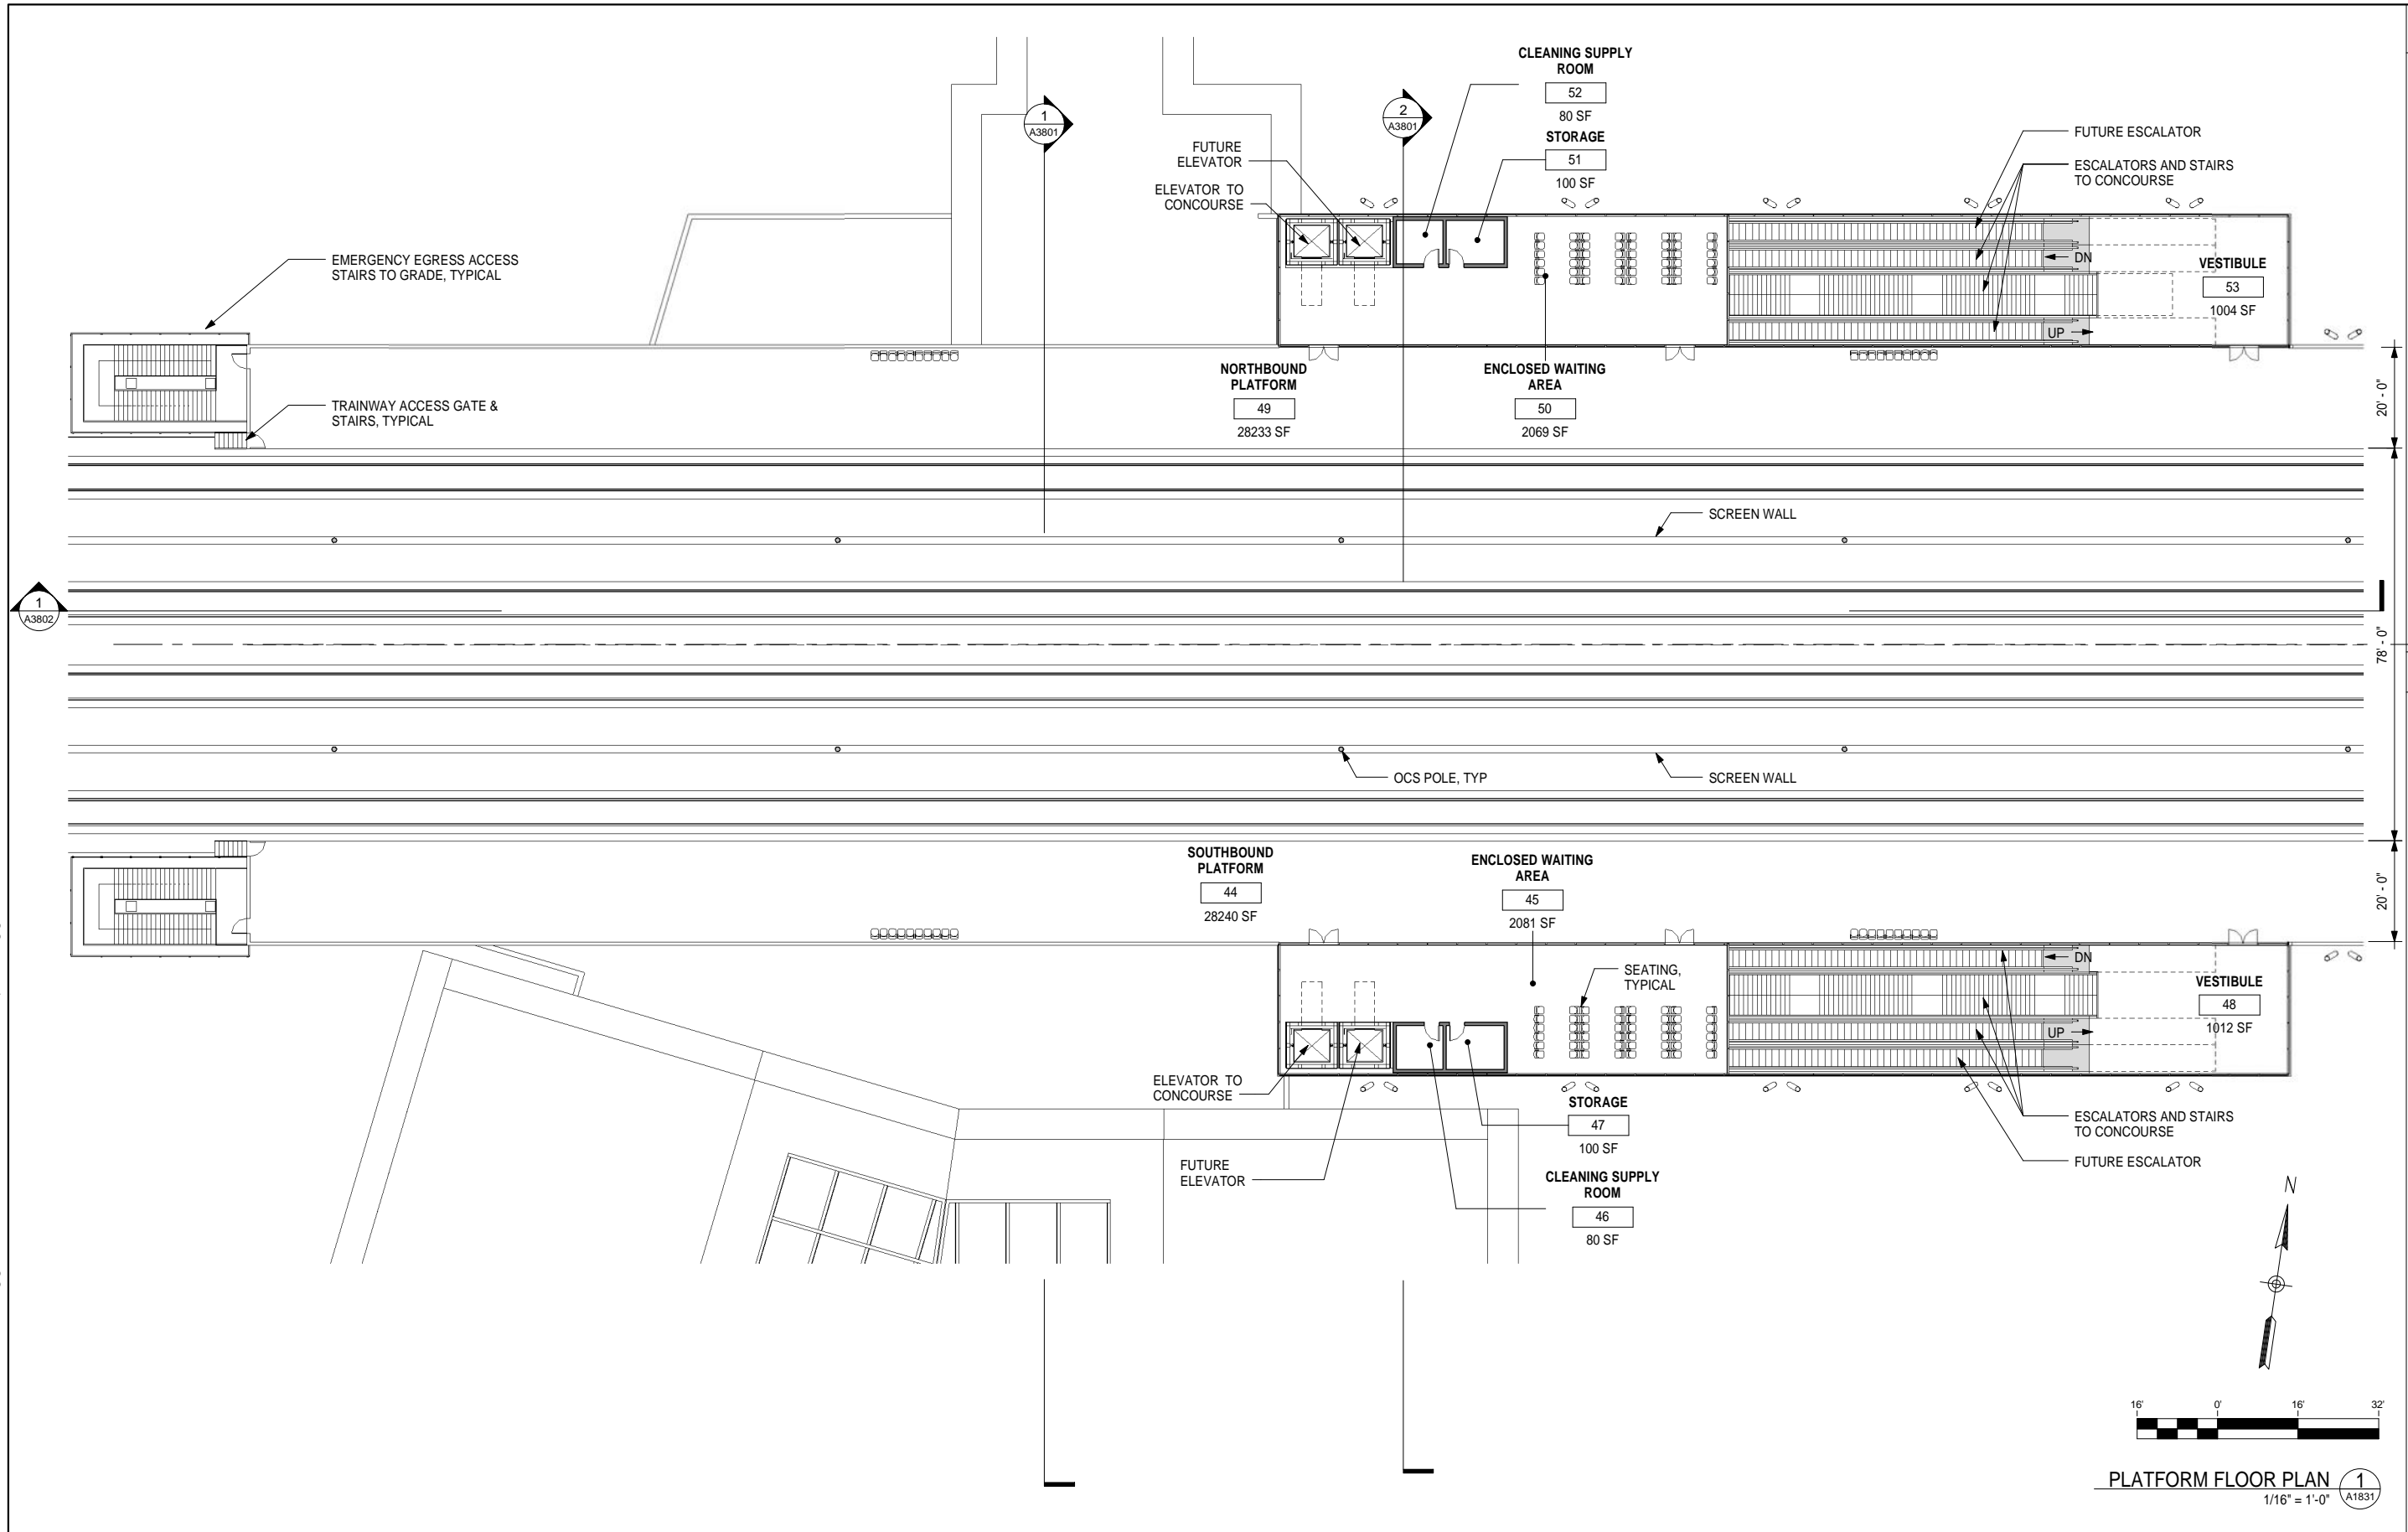 CLEANING SUPPLY
ROOM
52
80 SF
STORAGE
51
100 SF
1
A3801
2
A3801
FUTURE
ELEVATOR
ELEVATOR TO
CONCOURSE
FUTURE ESCALATOR
ESCALATORS AND STAIRS
TO CONCOURSE
EMERGENCY EGRESS ACCESS
STAIRS TO GRADE, TYPICAL
DN
VESTIBULE
53
1004 SF
UP
TRAINWAY ACCESS GATE &
STAIRS, TYPICAL
NORTHBOUND
PLATFORM
49
28233 SF
ENCLOSED WAITING
AREA
50
2069 SF
20' - 0"
SCREEN WALL
1
A3802
78' - 0"
OCS POLE, TYP
SCREEN WALL
SOUTHBOUND
PLATFORM
44
28240 SF
ENCLOSED WAITING
AREA
45
2081 SF
20' - 0"
SEATING,
TYPICAL
DN
VESTIBULE
48
1012 SF
UP
ELEVATOR TO
CONCOURSE
STORAGE
47
100 SF
ESCALATORS AND STAIRS
TO CONCOURSE
FUTURE
ELEVATOR
CLEANING SUPPLY
ROOM
46
80 SF
FUTURE ESCALATOR
N
16' 0' 16' 32'
PLATFORM FLOOR PLAN
1/16" = 1'-0"
1
A1831